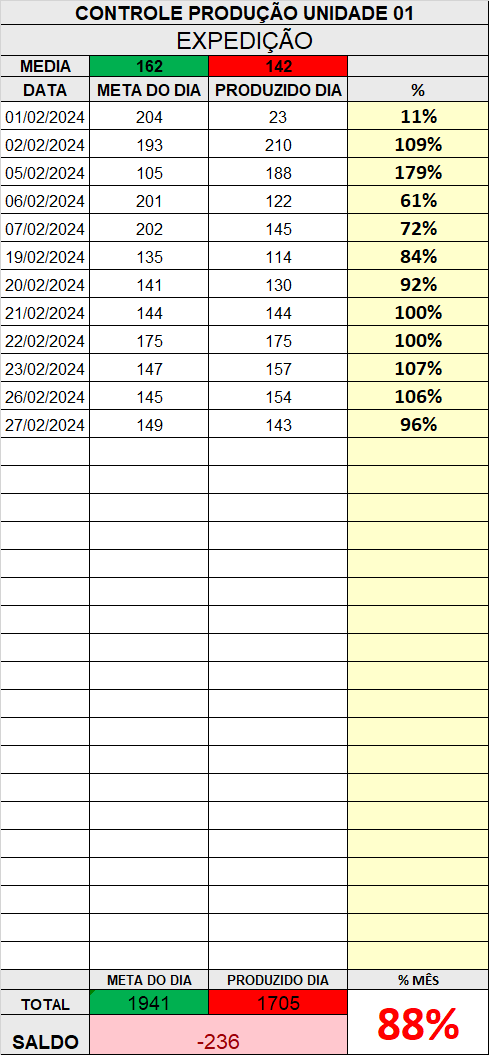 CONTROLE PRODUÇÃO UNIDADE 01
EXPEDIÇÃO
MEDIA 162 142
DATA META DO DIA PRODUZIDO DIA %
01/02/2024 204 23 11%
02/02/2024 193 210 109%
05/02/2024 105 188 179%
06/02/2024 201 122 61%
07/02/2024 202 145 72%
19/02/2024 135 114 84%
20/02/2024 141 130 92%
21/02/2024 144 144 100%
22/02/2024 175 175 100%
23/02/2024 147 157 107%
26/02/2024 145 154 106%
27/02/2024 149 143 96%
META DO DIA PRODUZIDO DIA % MÊS
TOTAL 1941 1705 88%
SALDO -236